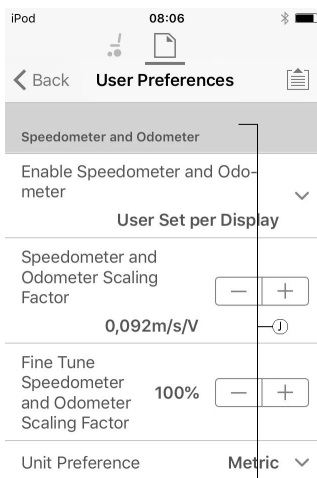 iPod 08:06
Back User Preferences
Speedometer and Odometer
Enable Speedometer and Odo-
meter
User Set per Display
Speedometer and
Odometer Scaling
Factor
0,092m/s/V
J
Fine Tune
Speedometer
and Odometer
Scaling Factor
100%
Unit Preference Metric